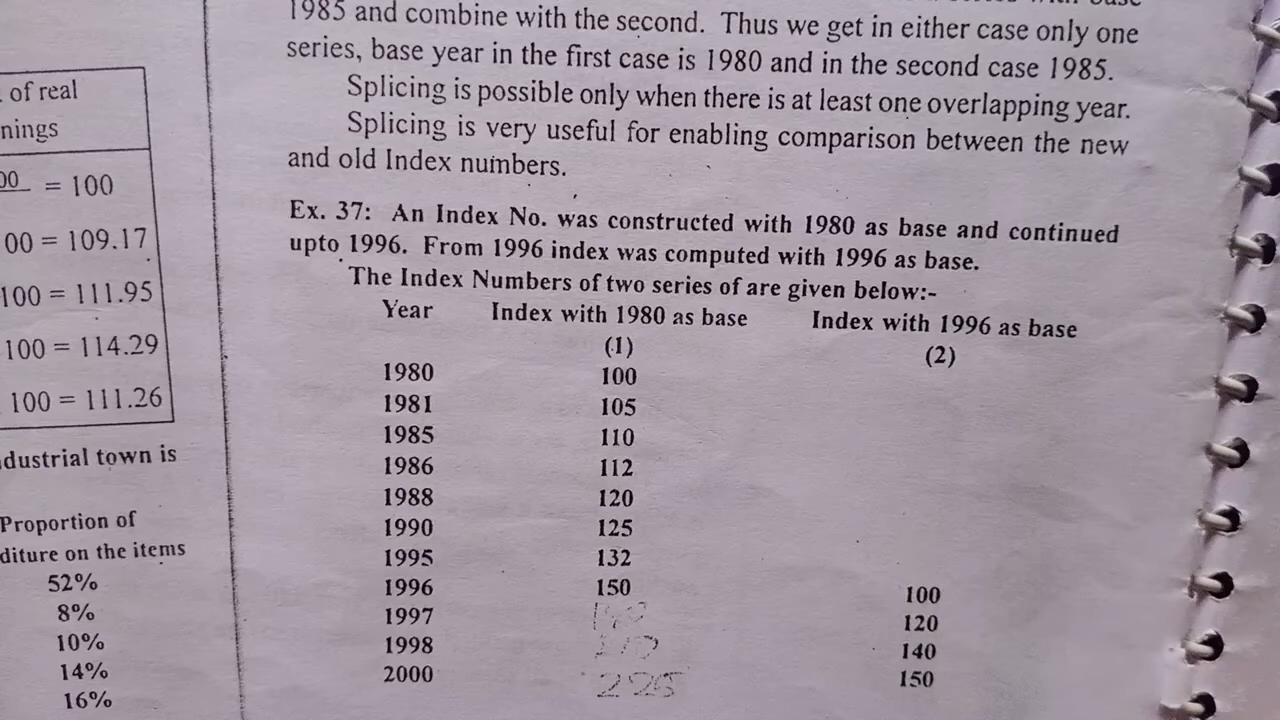 1985 and combine with the second. Thus we get in either case only one
series, base year in the first case is 1980 and in the second case 1985.
Splicing is possible only when there is at least one overlapping year.
Splicing is very useful for enabling comparison between the new
and old Index numbers.
Ex. 37: An Index No. was constructed with 1980 as base and continued
upto 1996. From 1996 index was computed with 1996 as base.
The Index Numbers of two series of are given below:-
Year Index with 1980 as base Index with 1996 as base
(1) (2)
1980 100
1981 105
1985 110
1986 112
1988 120
1990 125
1995 132
1996 150 100
1997 120
1998 140
2000 225 150
of real
nings
00 = 100
00 = 109.17
100 = 111.95
100 = 114.29
100 = 111.26
dustrial town is
Proportion of
diture on the items
52%
8%
10%
14%
16%